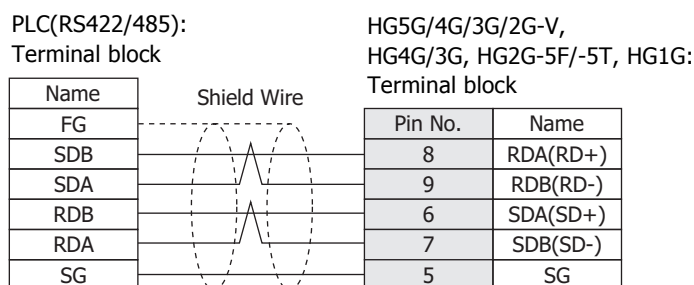 PLC(RS422/485):
Terminal block
HG5G/4G/3G/2G-V,
HG4G/3G, HG2G-5F/-5T, HG1G:
Terminal block
Name
Shield Wire
FG
Pin No. Name
SDB 8 RDA(RD+)
SDA 9 RDB(RD-)
RDB 6 SDA(SD+)
RDA 7 SDB(SD-)
SG 5 SG